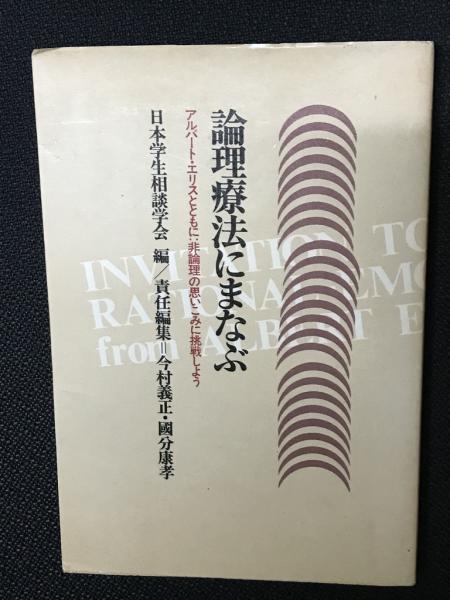 論理療法にまなぶ
アルバート・エリスとともに：非論理の思いこみに挑戦しよう
日本学生相談学会 編／責任編集＝今村義正・國分康孝
INVITATION TO
RATIONAL EMO
from ALBERT E